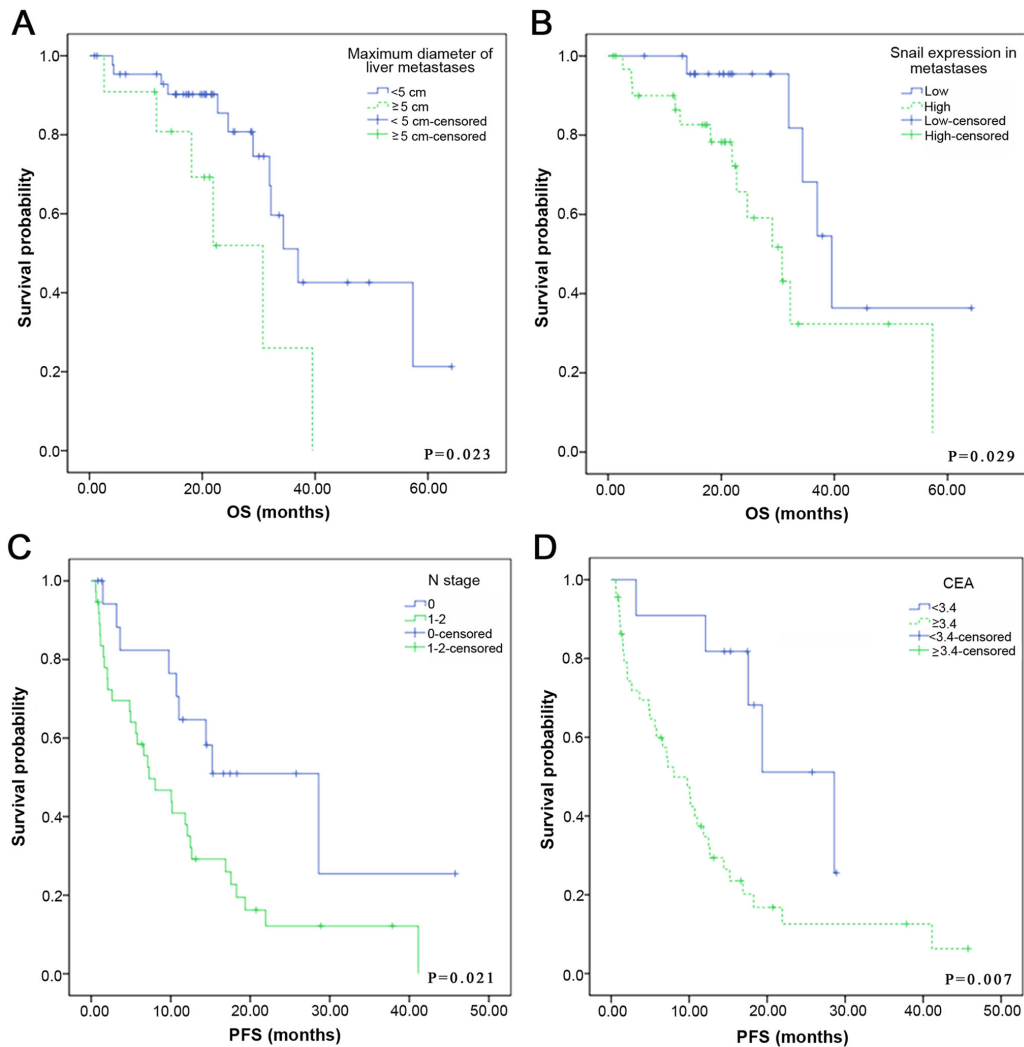 A
Maximum diameter of
liver metastases
<5 cm
≥5 cm
< 5 cm-censored
≥5 cm-censored
Survival probability
1.0
0.8
0.6
0.4
0.2
0.0
P=0.023
0.00 20.00 40.00 60.00
OS (months)
B
Snail expression in
metastases
Low
High
Low-censored
High-censored
Survival probability
1.0
0.8
0.6
0.4
0.2
0.0
P=0.029
0.00 20.00 40.00 60.00
OS (months)
C
N stage
0
1-2
0-censored
1-2-censored
Survival probability
1.0
0.8
0.6
0.4
0.2
0.0
P=0.021
0.00 10.00 20.00 30.00 40.00 50.00
PFS (months)
D
CEA
<3.4
≥3.4
<3.4-censored
≥3.4-censored
Survival probability
1.0
0.8
0.6
0.4
0.2
0.0
P=0.007
0.00 10.00 20.00 30.00 40.00 50.00
PFS (months)